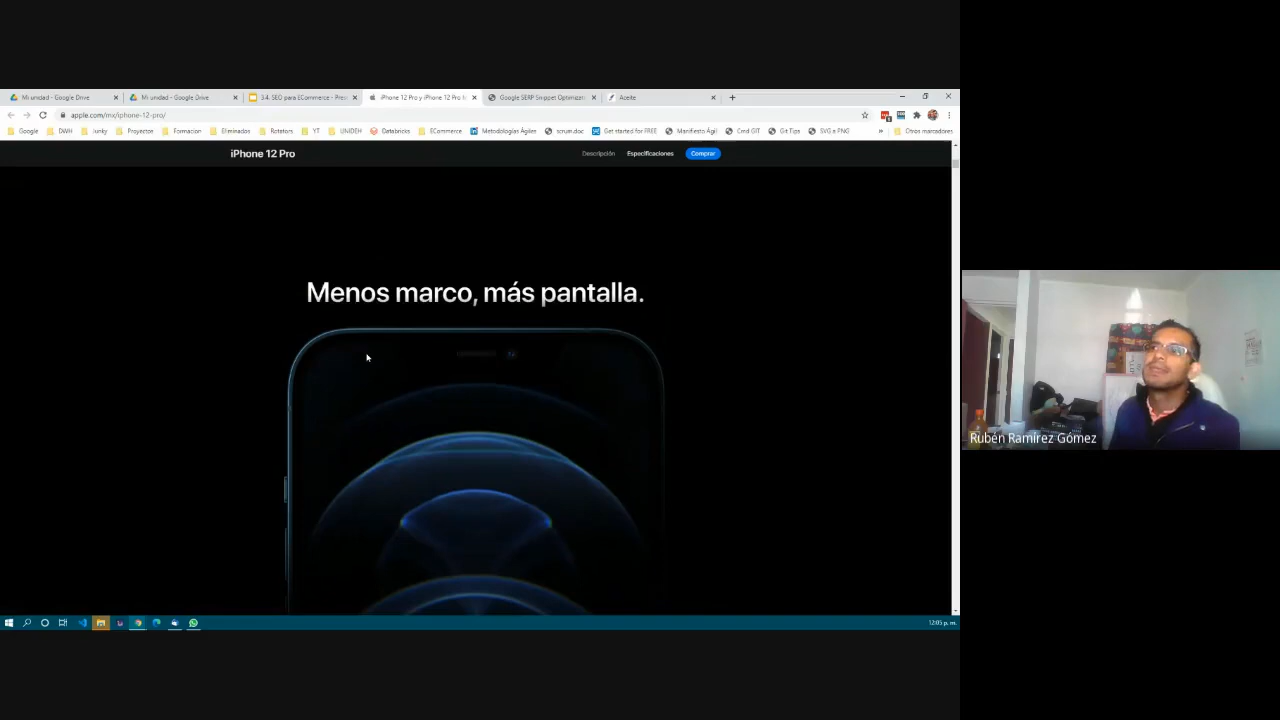 Mi unidad - Google Drive
Mi unidad - Google Drive
3.4. SEO para ECommerce - Pres
iPhone 12 Pro y iPhone 12 Pro M
Google SERP Snippet Optimizer
Aceite
apple.com/mx/iphone-12-pro/
Google
DWH
Junky
Proyectos
Formacion
Eliminados
Rotators
YT
UNIDEH
Databricks
ECommerce
Metodologías Ágiles
scrum.doc
Get started for FREE
Manifiesto Ágil
Cmd GIT
Git Tips
SVG a PNG
Otros marcadores
iPhone 12 Pro
Descripción
Especificaciones
Comprar
Menos marco, más pantalla.
Rubén Ramírez Gómez
12:05 p. m.